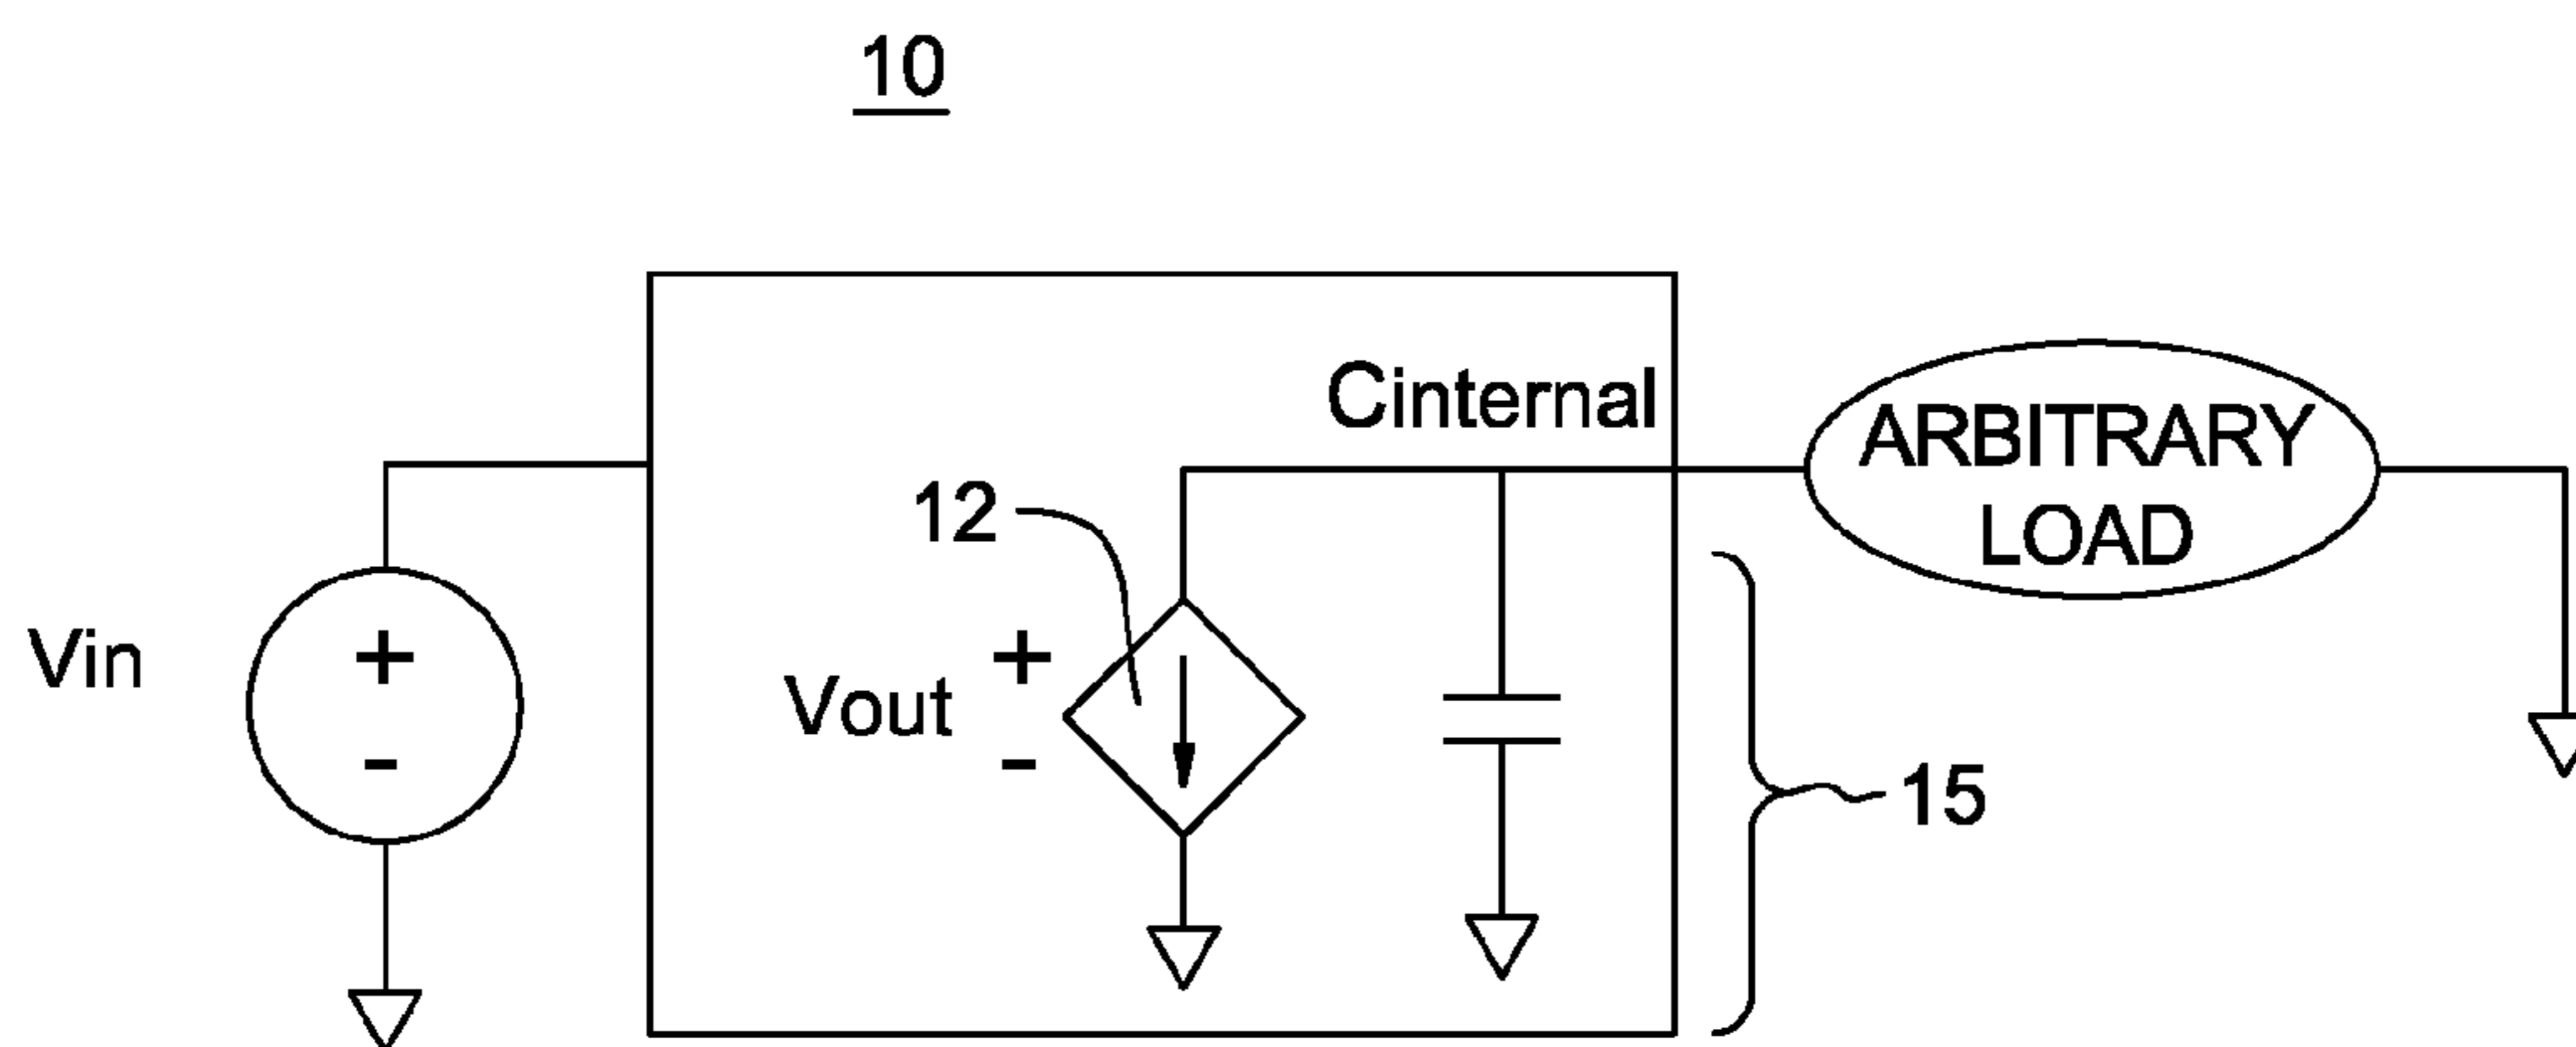 10
Cinternal
ARBITRARY
LOAD
12
Vin
+
-
Vout
+
-
15